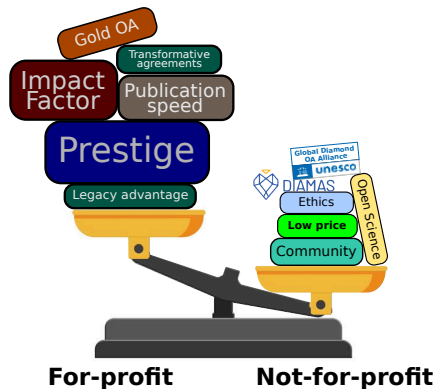 Gold OA
Transformative
agreements
Impact
Factor
Publication
speed
Prestige
Legacy advantage
Global Diamond
OA Alliance
unesco
DIAMAS
Ethics
Open Science
Low price
Community
For-profit
Not-for-profit